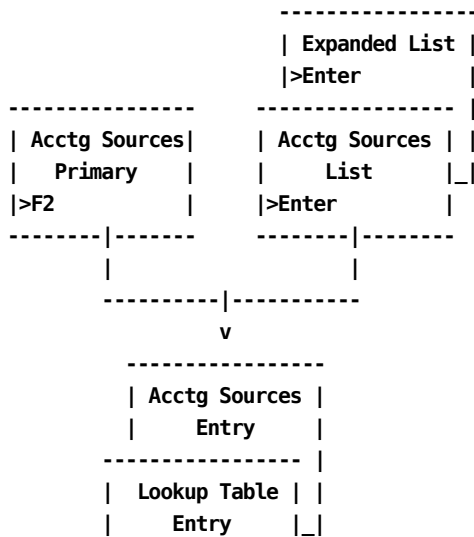 Expanded List
>Enter
Acctg Sources
Primary
>F2
Acctg Sources
List
>Enter
v
Acctg Sources
Entry
Lookup Table
Entry